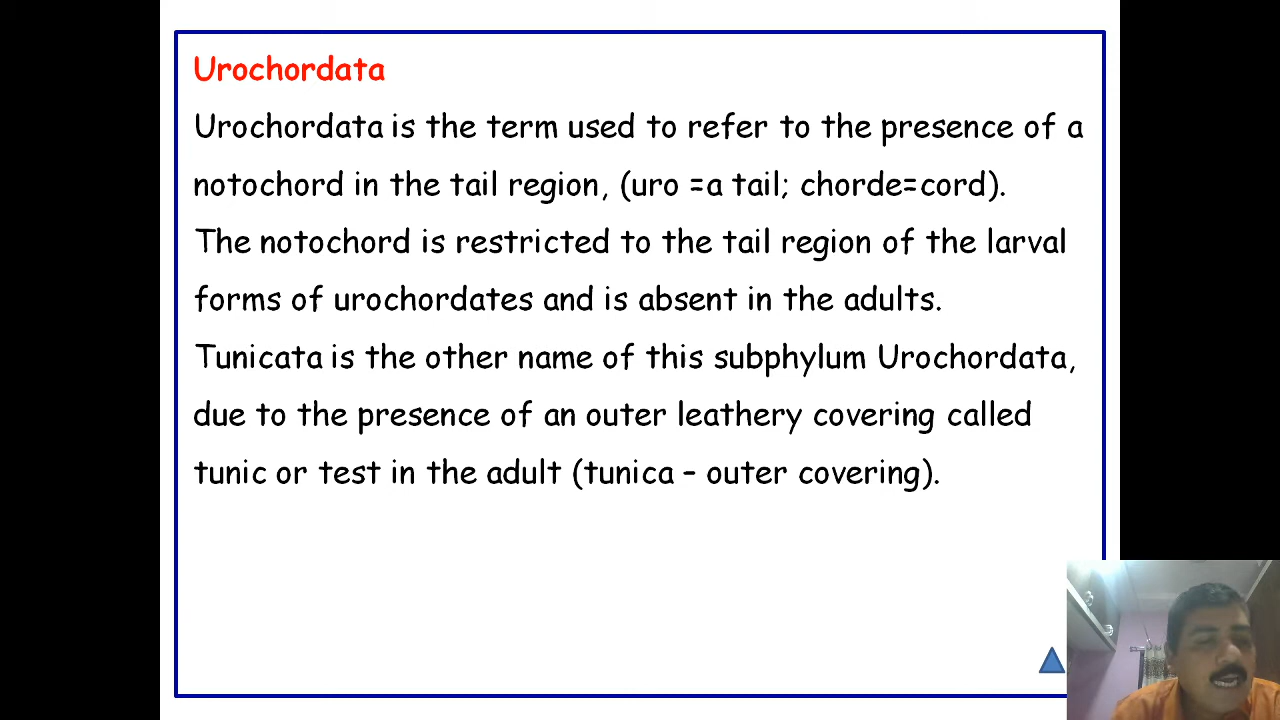 Urochordata
Urochordata is the term used to refer to the presence of a
notochord in the tail region, (uro =a tail; chorde=cord).
The notochord is restricted to the tail region of the larval
forms of urochordates and is absent in the adults.
Tunicata is the other name of this subphylum Urochordata,
due to the presence of an outer leathery covering called
tunic or test in the adult (tunica – outer covering).